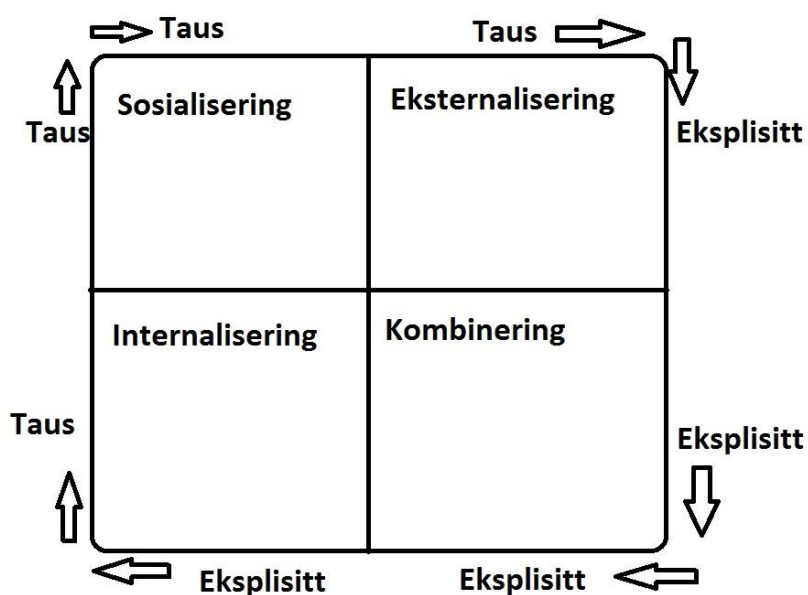 Taus
Taus
Taus
Sosialisering
Eksternalisering
Eksplisitt
Internalisering
Kombinering
Taus
Eksplisitt
Eksplisitt
Eksplisitt